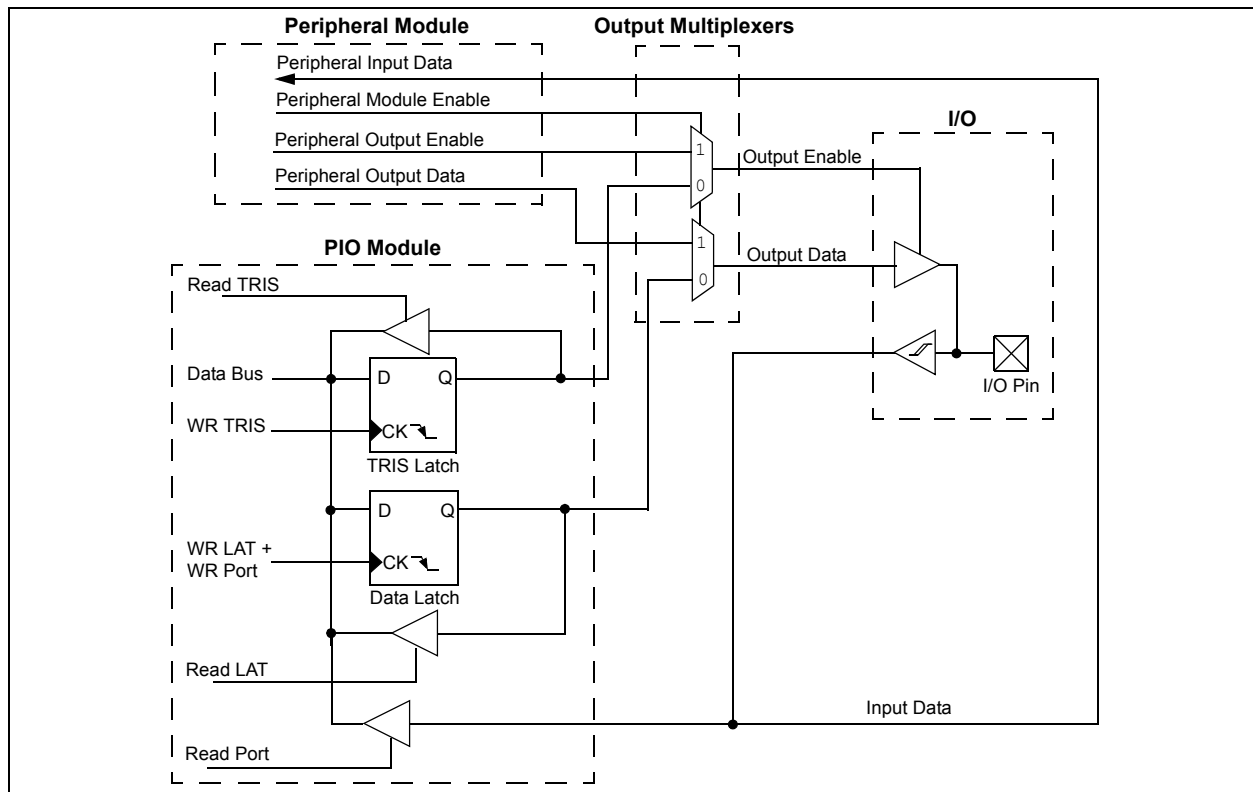 Peripheral Module
Output Multiplexers
Peripheral Input Data
Peripheral Module Enable
Peripheral Output Enable
Peripheral Output Data
I/O
1
0
Output Enable
1
0
Output Data
PIO Module
Read TRIS
Data Bus
D
Q
WR TRIS
CK
TRIS Latch
I/O Pin
D
Q
WR LAT +
WR Port
CK
Data Latch
Read LAT
Input Data
Read Port